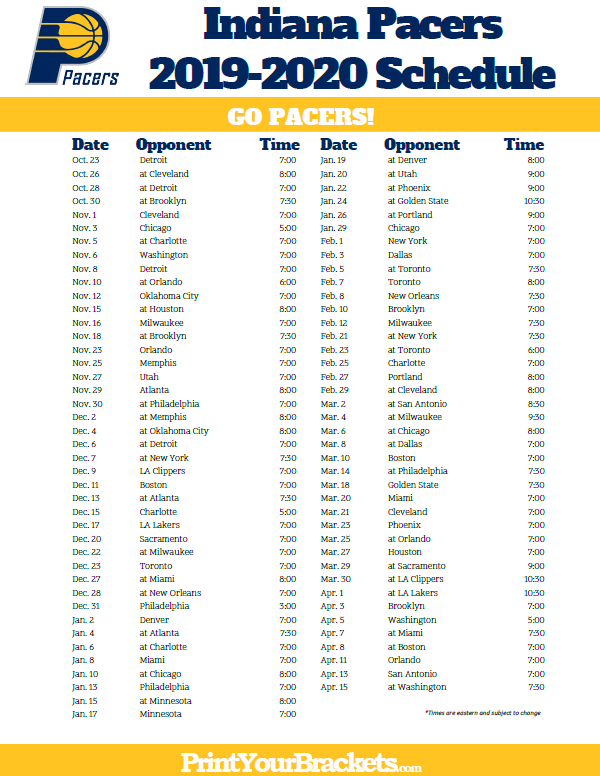 Pacers
Indiana Pacers
2019-2020 Schedule
GO PACERS!
Date Opponent Time
Oct. 23 Detroit 7:00
Oct. 26 at Cleveland 8:00
Oct. 28 at Detroit 7:00
Oct. 30 at Brooklyn 7:30
Nov. 1 Cleveland 7:00
Nov. 3 Chicago 5:00
Nov. 5 at Charlotte 7:00
Nov. 6 Washington 7:00
Nov. 8 Detroit 7:00
Nov. 10 at Orlando 6:00
Nov. 12 Oklahoma City 7:00
Nov. 15 at Houston 8:00
Nov. 16 Milwaukee 7:00
Nov. 18 at Brooklyn 7:30
Nov. 23 Orlando 7:00
Nov. 25 Memphis 7:00
Nov. 27 Utah 7:00
Nov. 29 Atlanta 8:00
Nov. 30 at Philadelphia 7:00
Dec. 2 at Memphis 8:00
Dec. 4 at Oklahoma City 8:00
Dec. 6 at Detroit 7:00
Dec. 7 at New York 7:30
Dec. 9 LA Clippers 7:00
Dec. 11 Boston 7:00
Dec. 13 at Atlanta 7:30
Dec. 15 Charlotte 5:00
Dec. 17 LA Lakers 7:00
Dec. 20 Sacramento 7:00
Dec. 22 at Milwaukee 7:00
Dec. 23 Toronto 7:00
Dec. 27 at Miami 8:00
Dec. 28 at New Orleans 7:00
Dec. 31 Philadelphia 3:00
Jan. 2 Denver 7:00
Jan. 4 at Atlanta 7:30
Jan. 6 at Charlotte 7:00
Jan. 8 Miami 7:00
Jan. 10 at Chicago 8:00
Jan. 13 Philadelphia 7:00
Jan. 15 at Minnesota 8:00
Jan. 17 Minnesota 7:00
Date Opponent Time
Jan. 19 at Denver 8:00
Jan. 20 at Utah 9:00
Jan. 22 at Phoenix 9:00
Jan. 24 at Golden State 10:30
Jan. 26 at Portland 9:00
Jan. 29 Chicago 7:00
Feb. 1 New York 7:00
Feb. 3 Dallas 7:00
Feb. 5 at Toronto 7:30
Feb. 7 Toronto 8:00
Feb. 8 New Orleans 7:30
Feb. 10 Brooklyn 7:00
Feb. 12 Milwaukee 7:30
Feb. 21 at New York 7:30
Feb. 23 at Toronto 6:00
Feb. 25 Charlotte 7:00
Feb. 27 Portland 8:00
Feb. 29 at Cleveland 8:00
Mar. 2 at San Antonio 8:30
Mar. 4 at Milwaukee 9:30
Mar. 6 at Chicago 8:00
Mar. 8 at Dallas 7:00
Mar. 10 Boston 7:00
Mar. 14 at Philadelphia 7:30
Mar. 18 Golden State 7:30
Mar. 20 Miami 7:00
Mar. 21 Cleveland 7:00
Mar. 23 Phoenix 7:00
Mar. 25 at Orlando 7:00
Mar. 27 Houston 7:00
Mar. 29 at Sacramento 9:00
Mar. 30 at LA Clippers 10:30
Apr. 1 at LA Lakers 10:30
Apr. 3 Brooklyn 7:00
Apr. 5 Washington 5:00
Apr. 7 at Miami 7:30
Apr. 8 at Boston 7:00
Apr. 11 Orlando 7:00
Apr. 13 San Antonio 7:00
Apr. 15 at Washington 7:30
*Times are eastern and subject to change
PrintYourBrackets.com